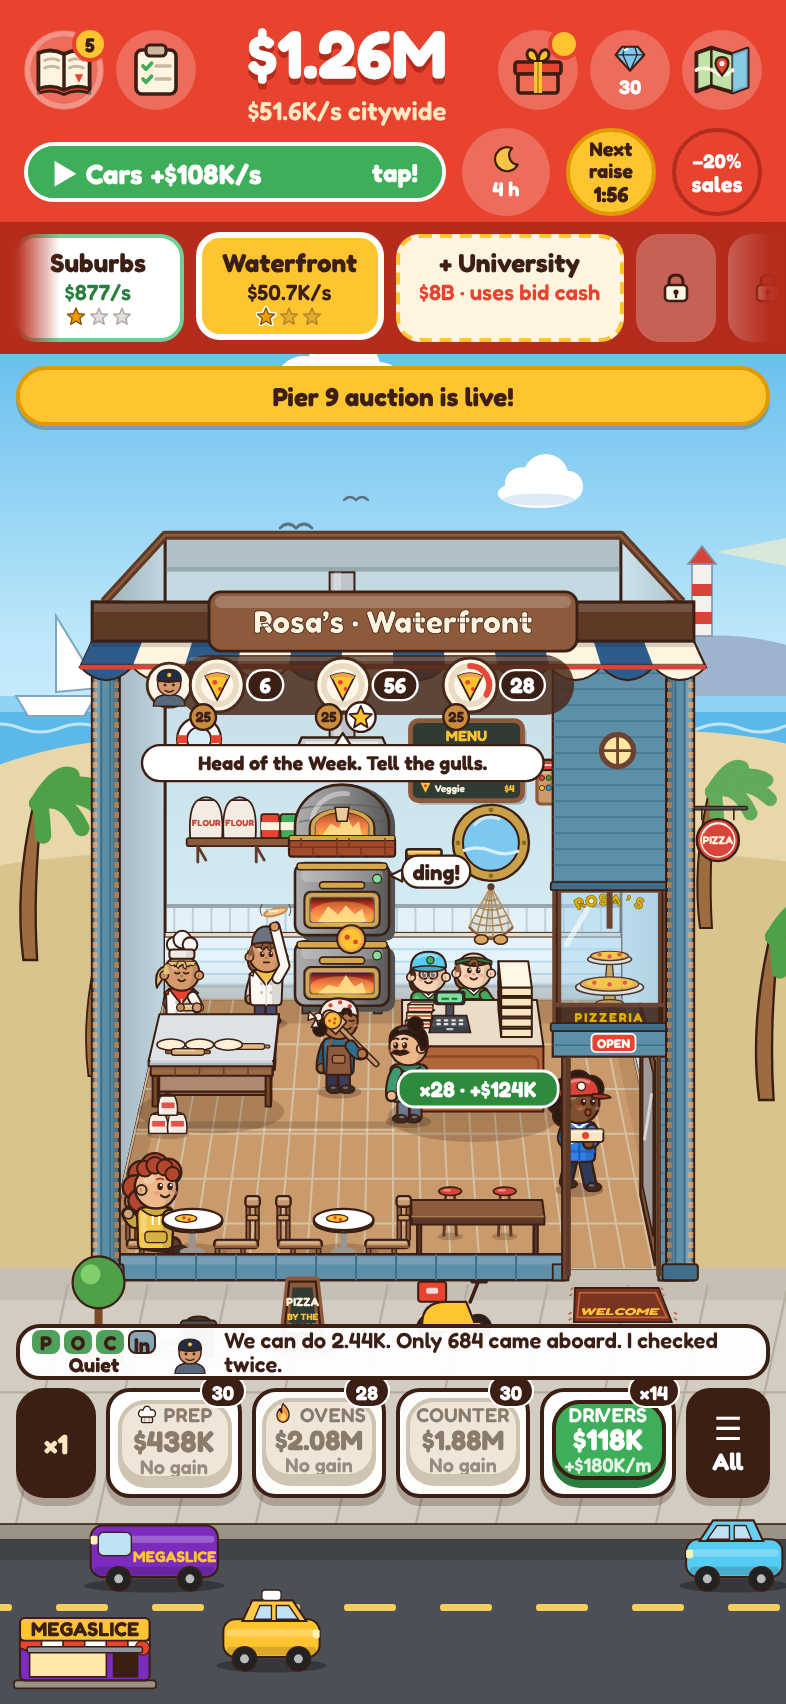 5
$1.26M
$51.6K/s citywide
30
Cars +$108K/s
tap!
4 h
Next
raise
1:56
-20%
sales
Suburbs
$877/s
Waterfront
$50.7K/s
+ University
$8B · uses bid cash
Pier 9 auction is live!
Rosa's · Waterfront
6
56
28
25
25
25
MENU
Head of the Week. Tell the gulls.
Veggie $4
FLOUR
FLOUR
PIZZA
ding!
ROSA'S
PIZZERIA
OPEN
×28 · +$124K
PIZZA
BY THE
WELCOME
P O C In
Quiet
We can do 2.44K. Only 684 came aboard. I checked
twice.
30
28
30
×14
×1
PREP
$438K
No gain
OVENS
$2.08M
No gain
COUNTER
$1.88M
No gain
DRIVERS
$118K
+$180K/m
All
MEGASLICE
MEGASLICE